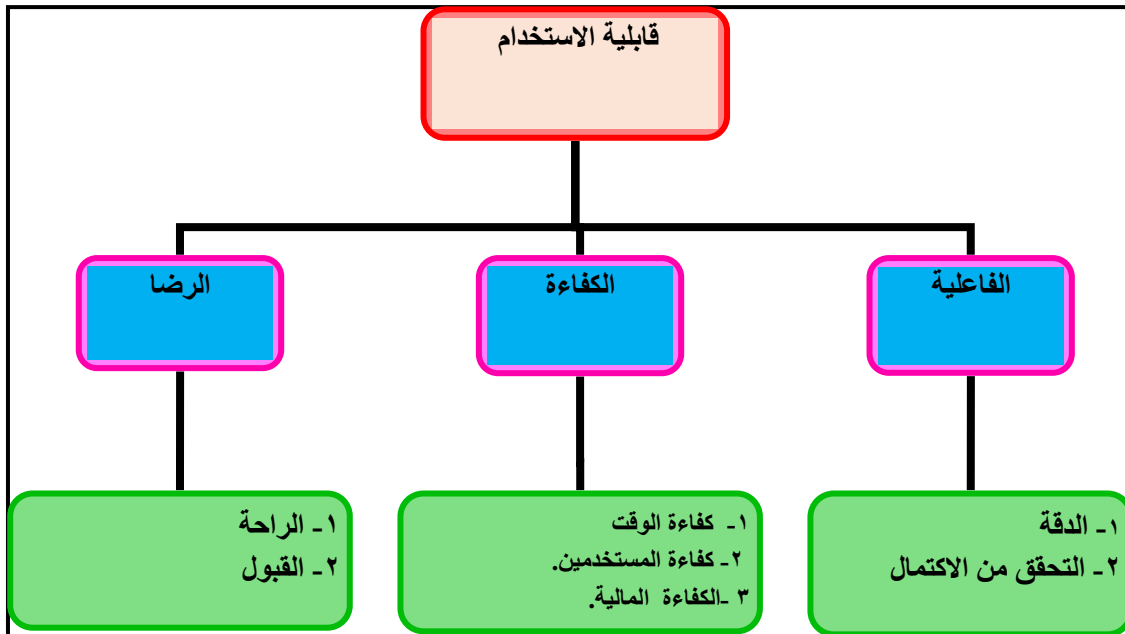 قابلية الاستخدام
الفاعلية
الكفاءة
الرضا
١- الدقة
٢- التحقق من الاكتمال
١- كفاءة الوقت
٢- كفاءة المستخدمين.
٣ -الكفاءة المالية.
١- الراحة
٢- القبول